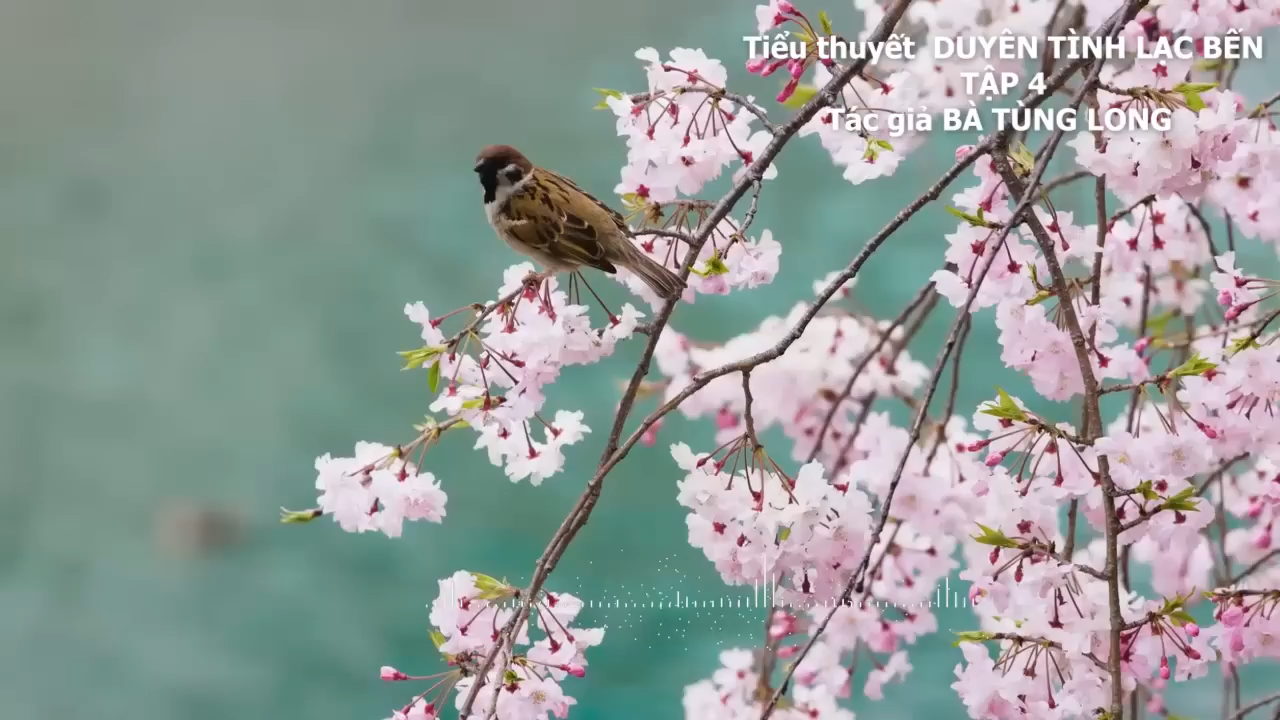 Tiểu thuyết DUYÊN TÌNH LẠC BẾN
TẬP 4
Tác giả BÀ TÙNG LONG